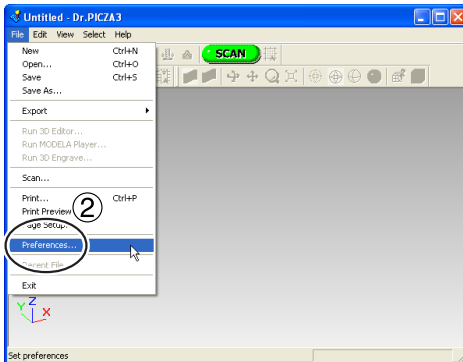 Untitled - Dr.PICZA3
File Edit View Select Help
New Ctrl+N
Open... Ctrl+O
Save Ctrl+S
Save As...
SCAN
Export
Run 3D Editor...
Run MODELA Player...
Run 3D Engrave...
Scan...
Print... Ctrl+P
Print Preview
2
Page Setup...
Preferences...
Recent File
Exit
Z
Y
X
Set preferences